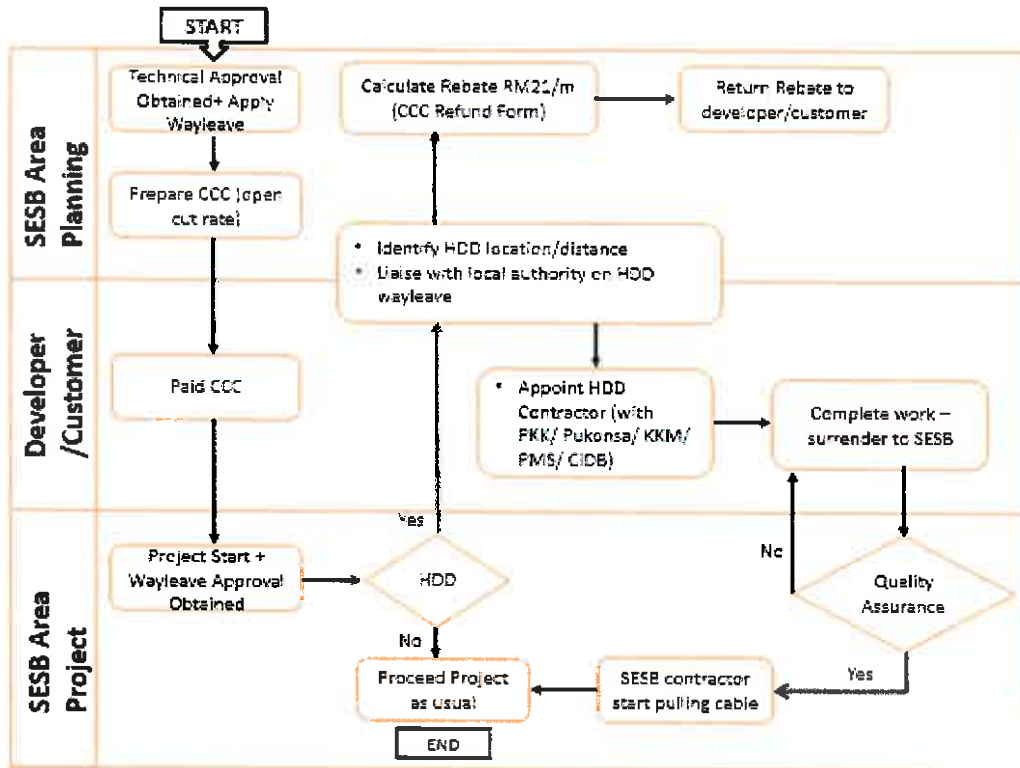 START
SESB Area
Planning
Technical Approval
Obtained+ Apply
Wayleave
Calculate Rebate RM21/m
(CCC Refund Form)
Return Rebate to
developer/customer
Prepare CCC (open
cut rate)
• Identify HDD location/distance
• Liaise with local authority on HDD
wayleave
Developer
/Customer
Paid CCC
• Appoint HDD
Contractor (with
PKK/ Pukonsa/ KKM/
PMS/ CIDB)
Complete work –
surrender to SESB
SESB Area
Project
Yes
No
Project Start +
Wayleave Approval
Obtained
HDD
Quality
Assurance
No
Yes
Proceed Project
as usual
SESB contractor
start pulling cable
END